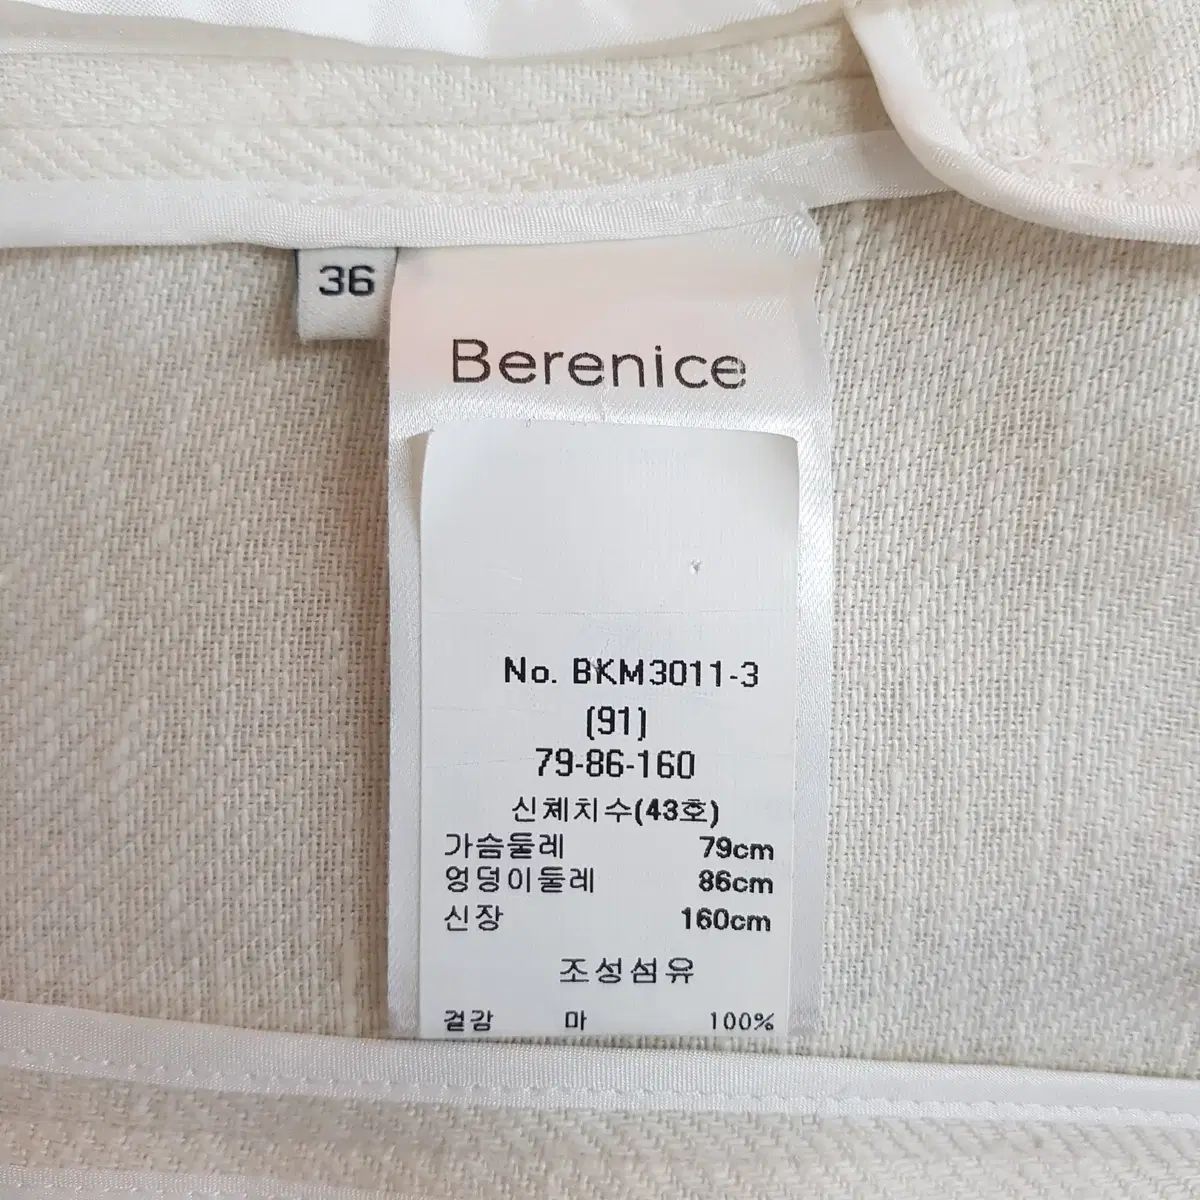 36
Berenice
No. BKM3011-3
(91)
79-86-160
신체치수(43호)
가슴둘레 79cm
엉덩이둘레 86cm
신장 160cm
조성섬유
겉감 마 100%